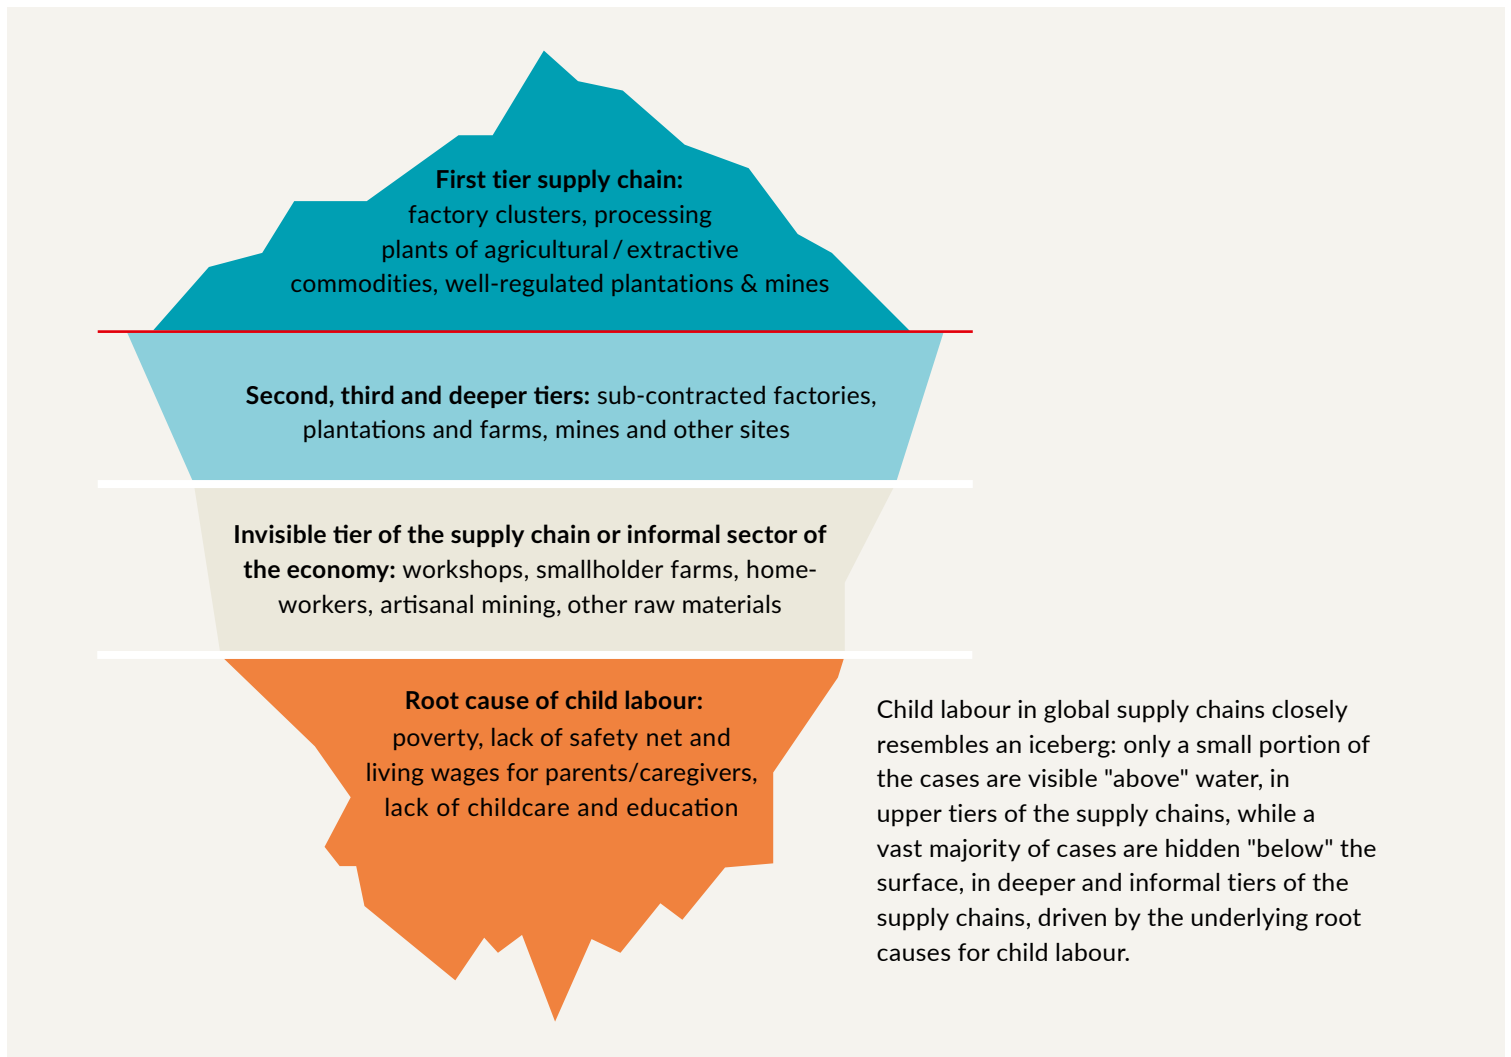 First tier supply chain:
factory clusters, processing
plants of agricultural / extractive
commodities, well-regulated plantations & mines
Second, third and deeper tiers: sub-contracted factories,
plantations and farms, mines and other sites
Invisible tier of the supply chain or informal sector of
the economy: workshops, smallholder farms, home-
workers, artisanal mining, other raw materials
Root cause of child labour:
poverty, lack of safety net and
living wages for parents/caregivers,
lack of childcare and education
Child labour in global supply chains closely
resembles an iceberg: only a small portion of
the cases are visible "above" water, in
upper tiers of the supply chains, while a
vast majority of cases are hidden "below" the
surface, in deeper and informal tiers of the
supply chains, driven by the underlying root
causes for child labour.